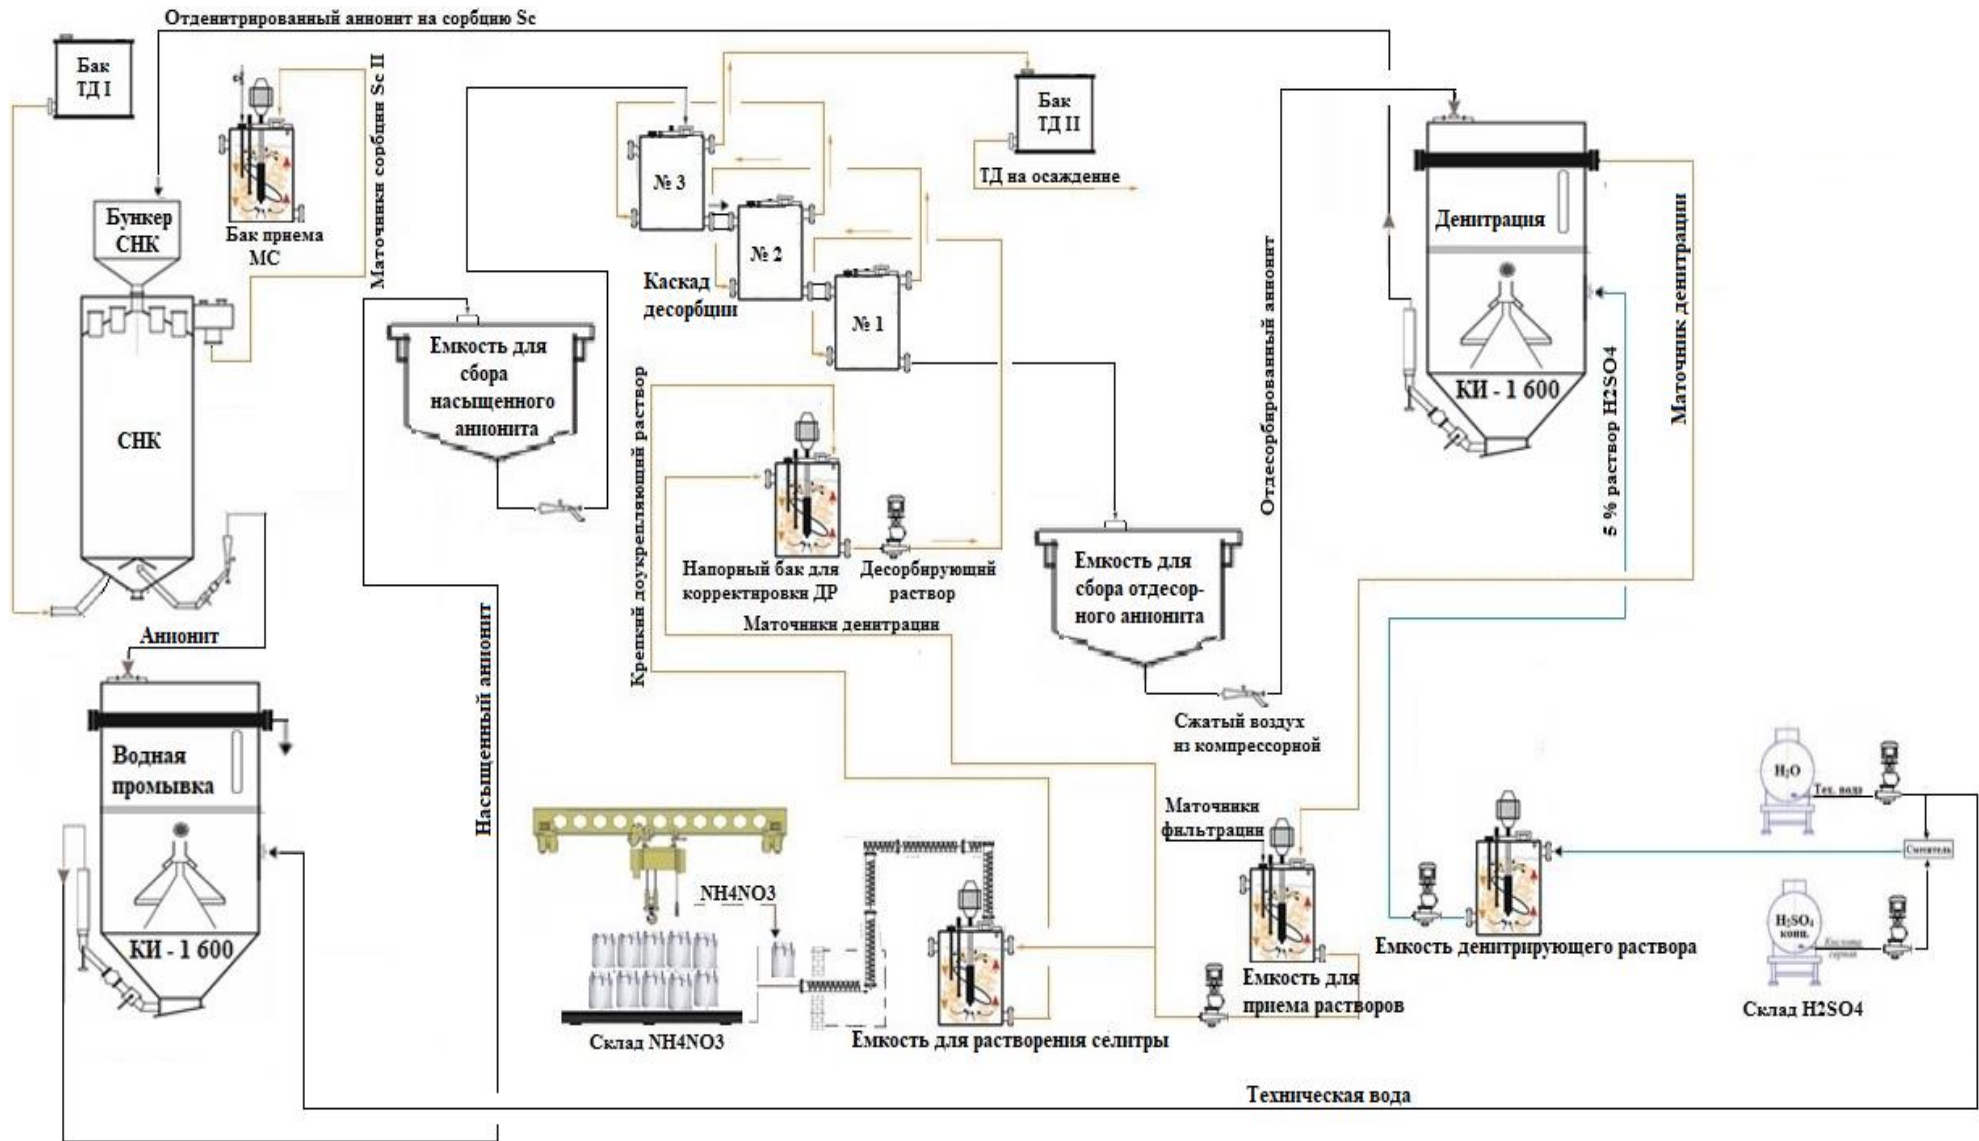 Отденитрированный анионит на сорбцию Sc
Бак
ТД I
Маточники сорбции Sc II
Бак приема
МС
Бункер
СНК
СНК
Анионит
Водная
промывка
КИ - 1 600
Насыщенный анионит
Емкость для
сбора
насыщенного
анионита
№ 3
№ 2
№ 1
Каскад
десорбции
Бак
ТД II
ТД на осаждение
Крепкий доукрепляющий раствор
Напорный бак для
корректировки ДР
Десорбирующий
раствор
Маточники денитрации
Емкость для
сбора отдесор-
ного анионита
Отдесорбированный анионит
Сжатый воздух
из компрессорной
Денитрация
КИ - 1 600
5 % раствор H2SO4
Маточник денитрации
NH4NO3
Склад NH4NO3
Емкость для растворения селитры
Маточники
фильтрации
Емкость для
приема растворов
Емкость денитрирующего раствора
H₂O
Тех. вода
Смеситель
H₂SO₄
конц.
Кислота
серная
Склад H2SO4
Техническая вода